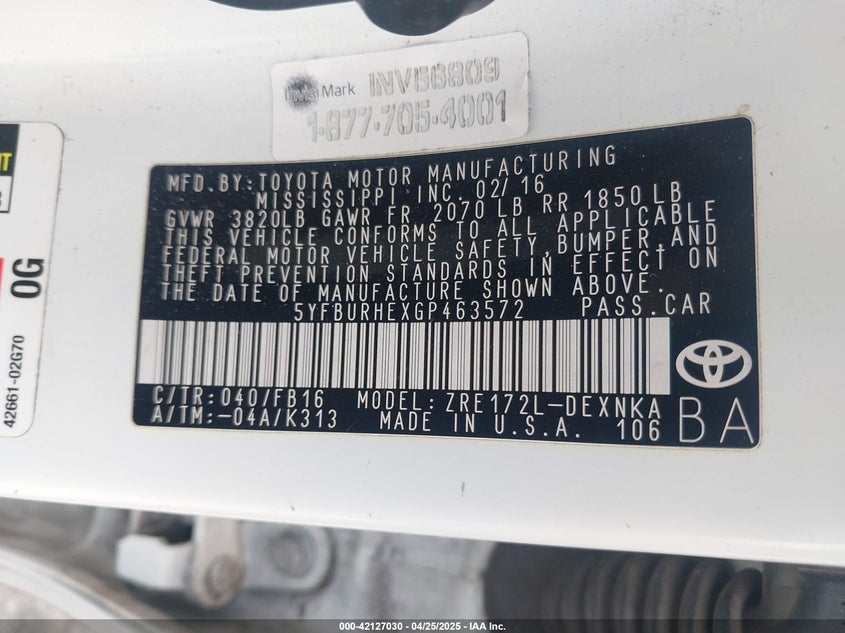 invisiMark INV56809
1-877-705-4001
MFD.BY:TOYOTA MOTOR MANUFACTURING
MISSISSIPPI INC. 02/16
GVWR 3820LB GAWR FR 2070 LB RR 1850 LB
THIS VEHICLE CONFORMS TO ALL APPLICABLE
FEDERAL MOTOR VEHICLE SAFETY,BUMPER,AND
THEFT PREVENTION STANDARDS IN EFFECT ON
THE DATE OF MANUFACTURE SHOWN ABOVE.
5YFBURHEXGP463572 PASS.CAR
C/TR:040/FB16 MODEL:ZRE172L-DEXNKA
A/TM:-04A/K313 MADE IN U.S.A. 106
BA
0G
42661-02G70
000-42127030 - 04/25/2025 - IAA Inc.